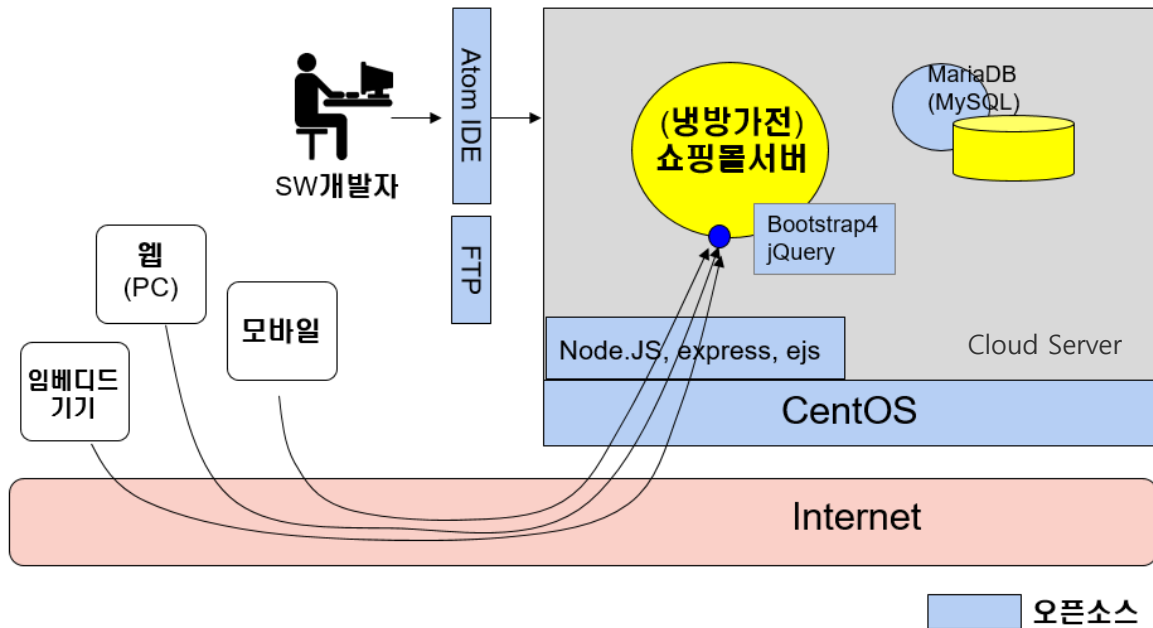 Atom IDE
FTP
SW개발자
웹
(PC)
모바일
임베디드
기기
(냉방가전)
쇼핑몰서버
MariaDB
(MySQL)
Bootstrap4
jQuery
Node.JS, express, ejs
Cloud Server
CentOS
Internet
오픈소스